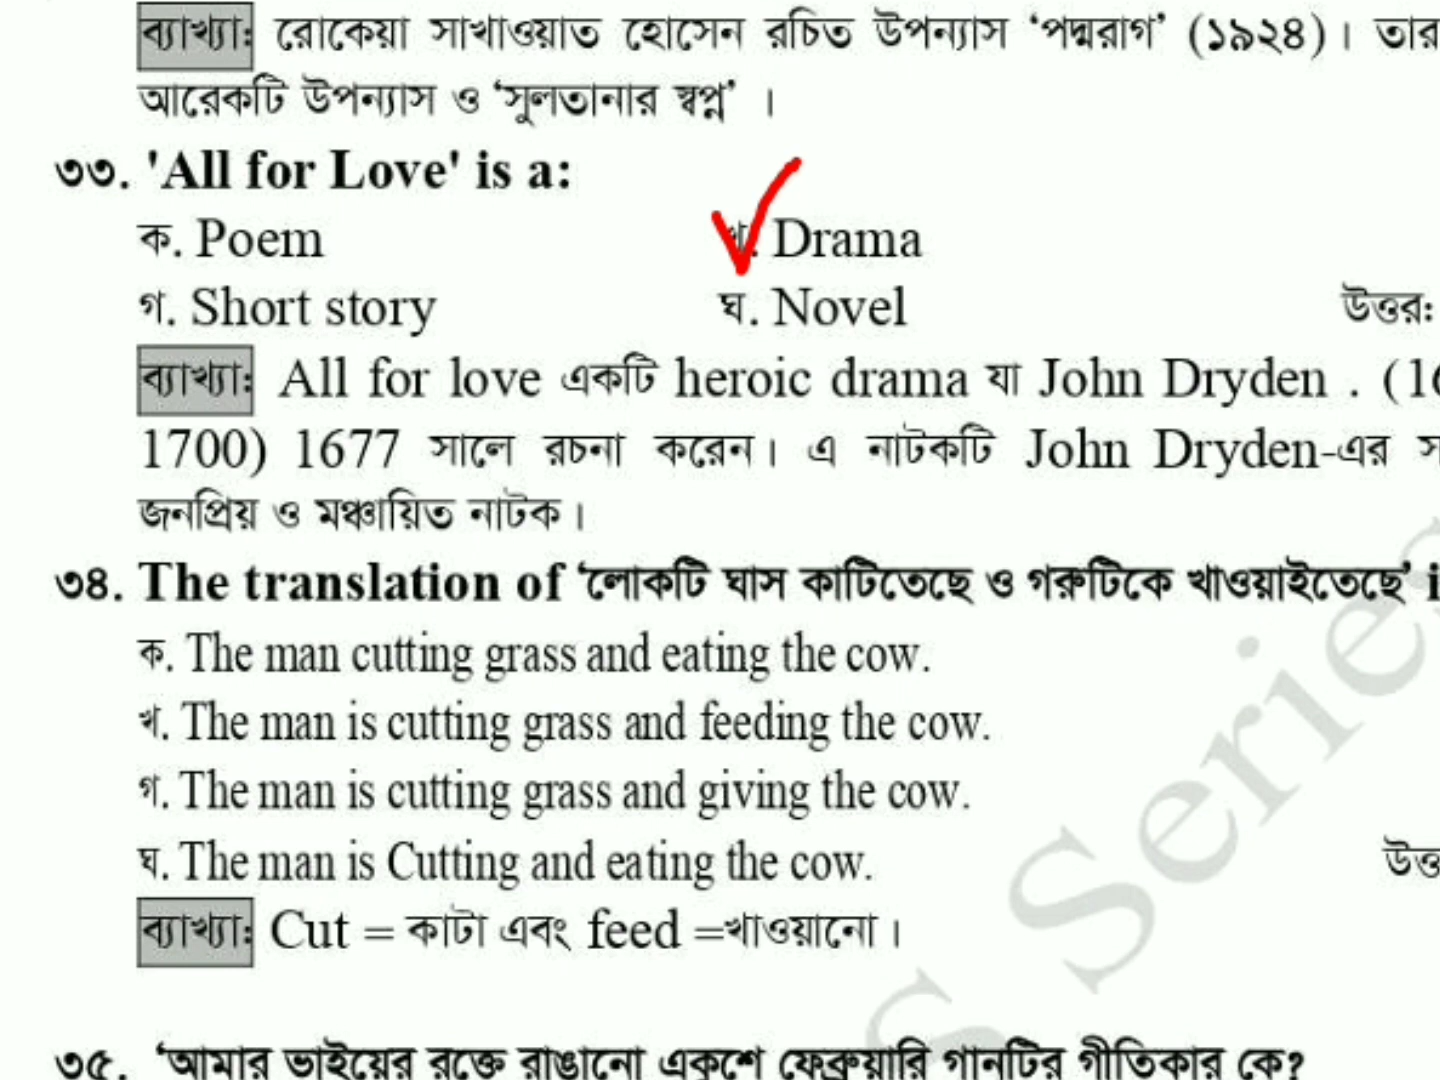 ব্যাখ্যা: রোকেয়া সাখাওয়াত হোসেন রচিত উপন্যাস ‘পদ্মরাগ’ (১৯২৪)। তার
আরেকটি উপন্যাস ও ‘সুলতানার স্বপ্ন’ ।
৩৩. 'All for Love' is a:
ক. Poem খ. Drama
গ. Short story ঘ. Novel উত্তর:
ব্যাখ্যা: All for love একটি heroic drama যা John Dryden . (16
1700) 1677 সালে রচনা করেন। এ নাটকটি John Dryden-এর স
জনপ্রিয় ও মঞ্চায়িত নাটক।
৩৪. The translation of ‘লোকটি ঘাস কাটিতেছে ও গরুটিকে খাওয়াইতেছে’ i
ক. The man cutting grass and eating the cow.
খ. The man is cutting grass and feeding the cow.
গ. The man is cutting grass and giving the cow.
ঘ. The man is Cutting and eating the cow. উত্ত
ব্যাখ্যা: Cut = কাটা এবং feed =খাওয়ানো।
৩৫. ‘আমার ভাইয়ের রক্তে রাঙানো একুশে ফেব্রুয়ারি গানটির গীতিকার কে?
S Series